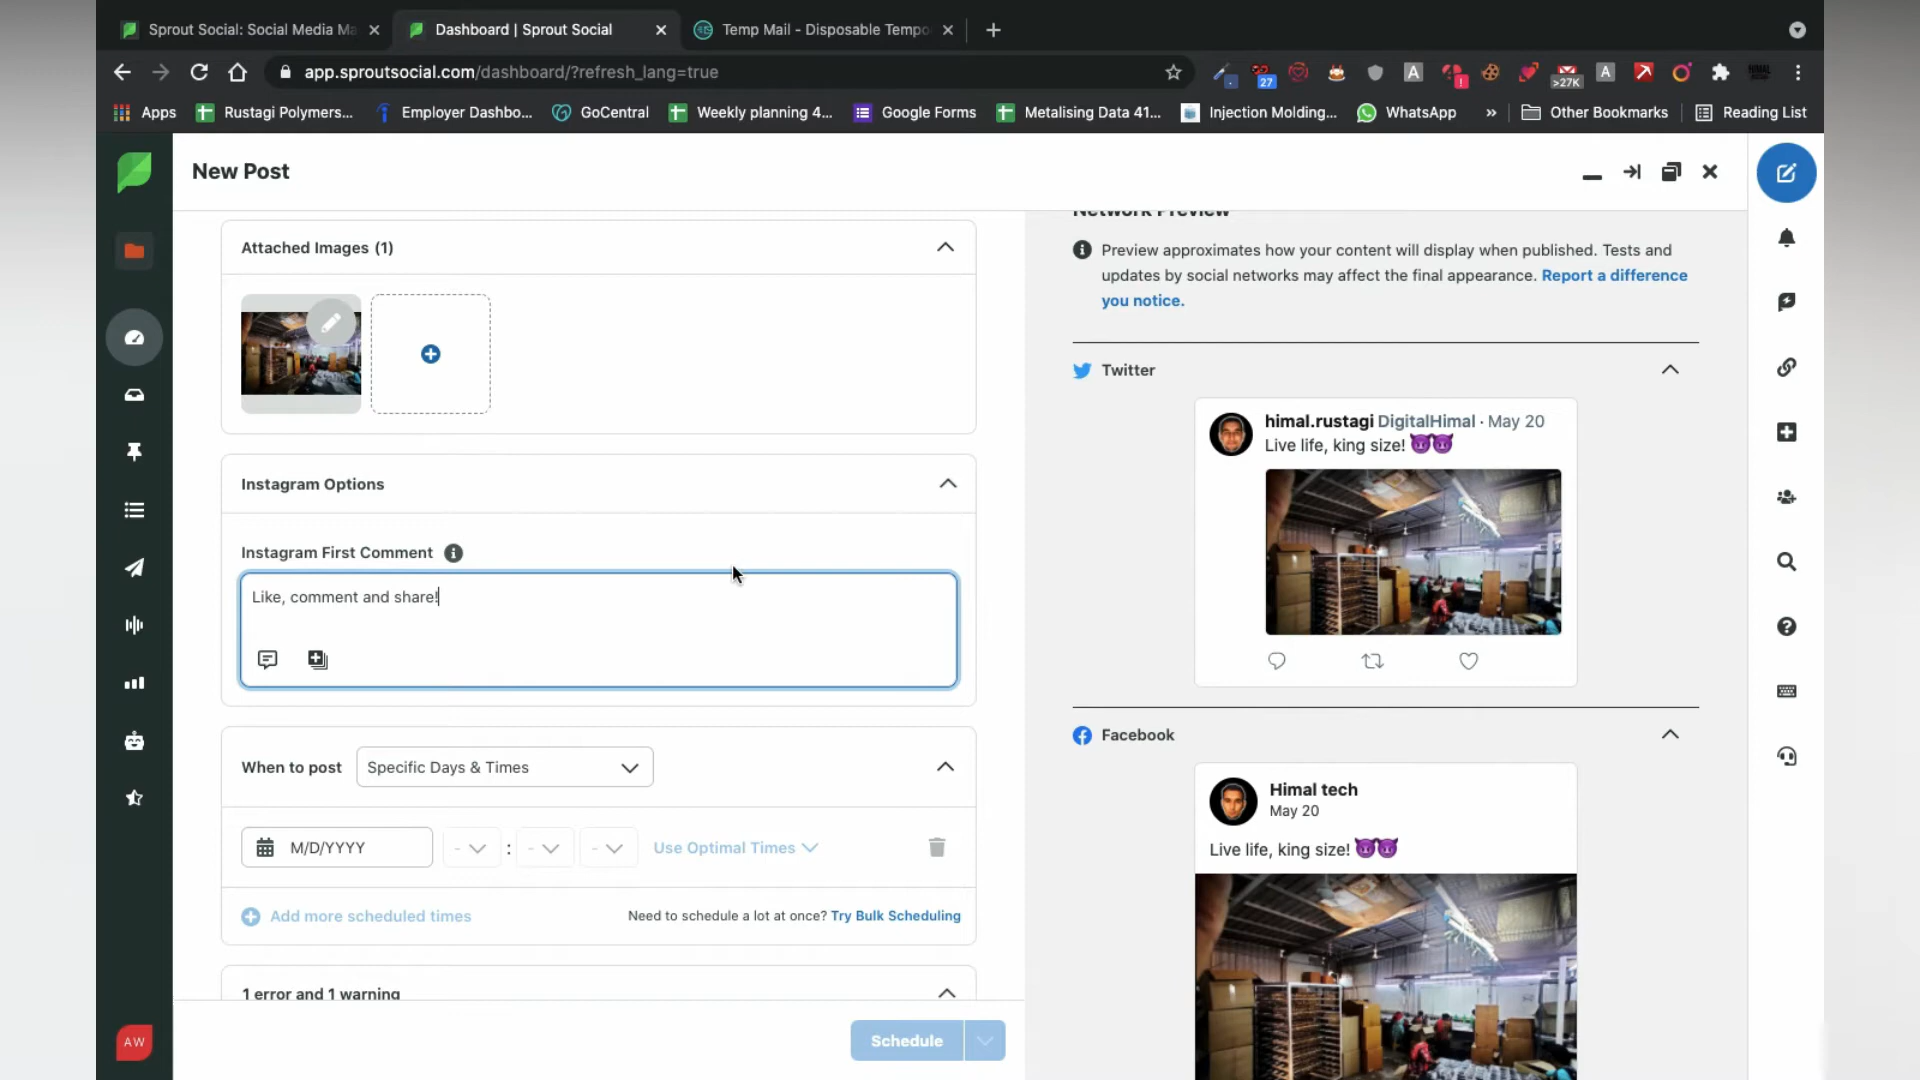 Sprout Social: Social Media Ma
Dashboard | Sprout Social
Temp Mail - Disposable Tempo
app.sproutsocial.com/dashboard/?refresh_lang=true
27
A
!
>27K
A
Apps
Rustagi Polymers...
Employer Dashbo...
GoCentral
Weekly planning 4...
Google Forms
Metalising Data 41...
Injection Molding...
WhatsApp
»
Other Bookmarks
Reading List
New Post
Attached Images (1)
Instagram Options
Instagram First Comment
Like, comment and share!
When to post
Specific Days & Times
M/D/YYYY
- : - -
Use Optimal Times
Add more scheduled times
Need to schedule a lot at once? Try Bulk Scheduling
1 error and 1 warning
Schedule
AW
Network Preview
Preview approximates how your content will display when published. Tests and
updates by social networks may affect the final appearance. Report a difference
you notice.
Twitter
himal.rustagi DigitalHimal · May 20
Live life, king size! 😈😈
Facebook
Himal tech
May 20
Live life, king size! 😈😈